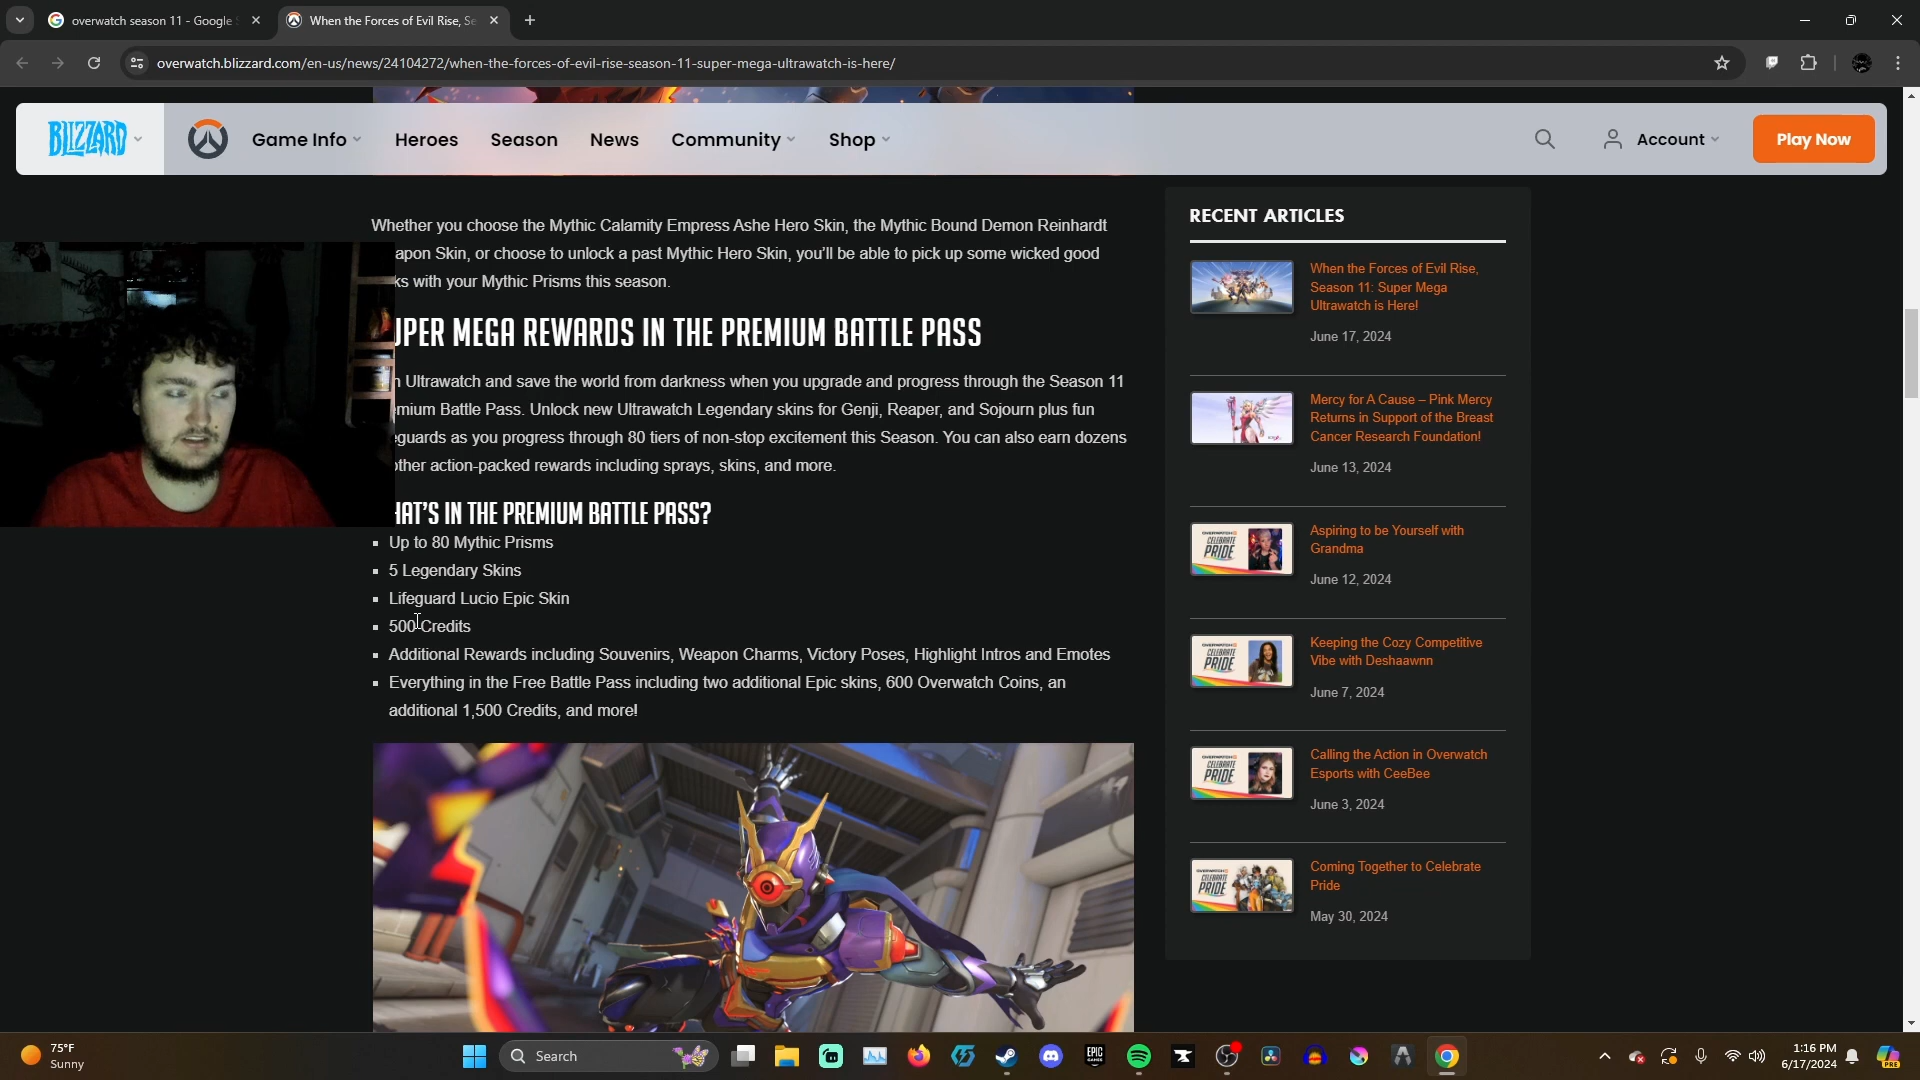 overwatch season 11 - Google
When the Forces of Evil Rise, Se
overwatch.blizzard.com/en-us/news/24104272/when-the-forces-of-evil-rise-season-11-super-mega-ultrawatch-is-here/
BLIZZARD
Game Info
Heroes
Season
News
Community
Shop
Account
Play Now
Whether you choose the Mythic Calamity Empress Ashe Hero Skin, the Mythic Bound Demon Reinhardt
apon Skin, or choose to unlock a past Mythic Hero Skin, you'll be able to pick up some wicked good
ks with your Mythic Prisms this season.
UPER MEGA REWARDS IN THE PREMIUM BATTLE PASS
n Ultrawatch and save the world from darkness when you upgrade and progress through the Season 11
emium Battle Pass. Unlock new Ultrawatch Legendary skins for Genji, Reaper, and Sojourn plus fun
eguards as you progress through 80 tiers of non-stop excitement this Season. You can also earn dozens
other action-packed rewards including sprays, skins, and more.
HAT'S IN THE PREMIUM BATTLE PASS?
▪ Up to 80 Mythic Prisms
▪ 5 Legendary Skins
▪ Lifeguard Lucio Epic Skin
▪ 500 Credits
▪ Additional Rewards including Souvenirs, Weapon Charms, Victory Poses, Highlight Intros and Emotes
▪ Everything in the Free Battle Pass including two additional Epic skins, 600 Overwatch Coins, an
additional 1,500 Credits, and more!
RECENT ARTICLES
When the Forces of Evil Rise,
Season 11: Super Mega
Ultrawatch is Here!
June 17, 2024
Mercy for A Cause – Pink Mercy
Returns in Support of the Breast
Cancer Research Foundation!
June 13, 2024
CELEBRATE
PRIDE
Aspiring to be Yourself with
Grandma
June 12, 2024
CELEBRATE
PRIDE
Keeping the Cozy Competitive
Vibe with Deshaawnn
June 7, 2024
CELEBRATE
PRIDE
Calling the Action in Overwatch
Esports with CeeBee
June 3, 2024
CELEBRATE
PRIDE
Coming Together to Celebrate
Pride
May 30, 2024
75°F
Sunny
Search
EPIC
GAMES
1:16 PM
6/17/2024
PRE